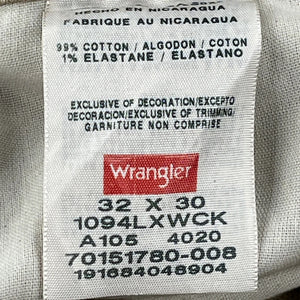 HECHO EN NICARAGUA
FABRIQUE AU NICARAGUA
99% COTTON / ALGODON / COTON
1% ELASTANE / ELASTANO
EXCLUSIVE OF DECORATION/EXCEPTO
DECORACION/EXCLUSIVE OF TRIMMING/
GARNITURE NON COMPRISE
Wrangler
32 X 30
1094LXWCK
A105 4020
70151780-008
191684048904